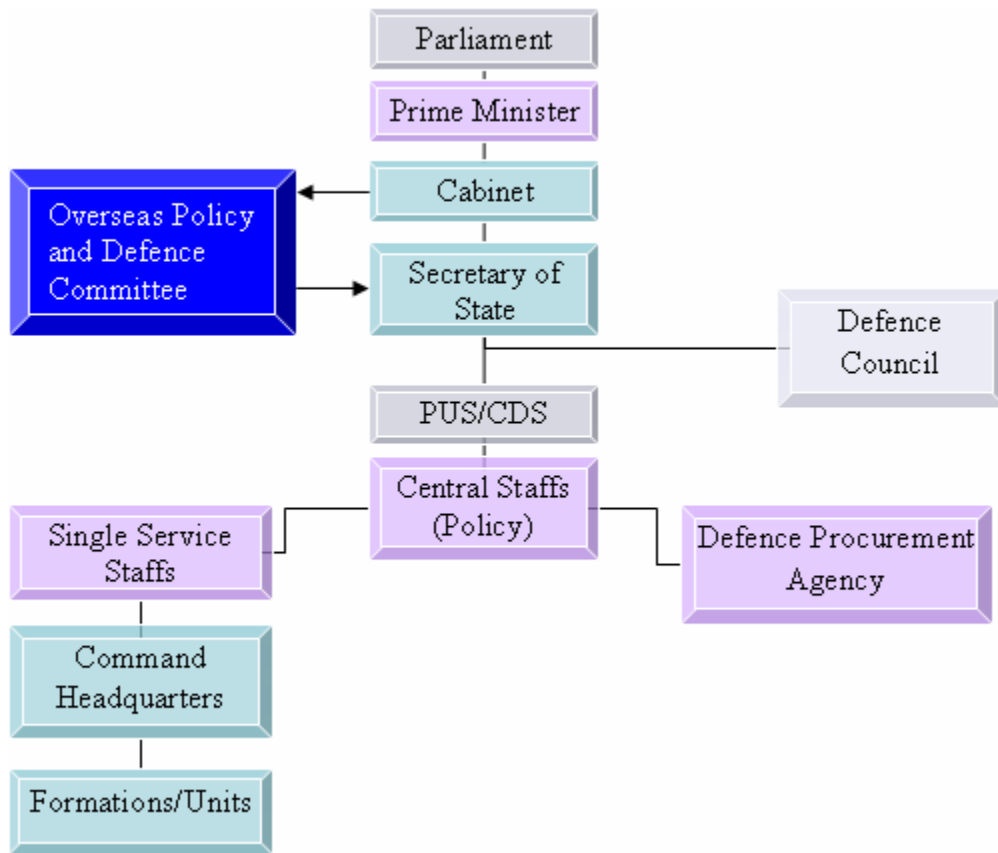 Parliament
Prime Minister
Cabinet
Overseas Policy
and Defence
Committee
Secretary of
State
Defence
Council
PUS/CDS
Central Staffs
(Policy)
Single Service
Staffs
Defence Procurement
Agency
Command
Headquarters
Formations/Units